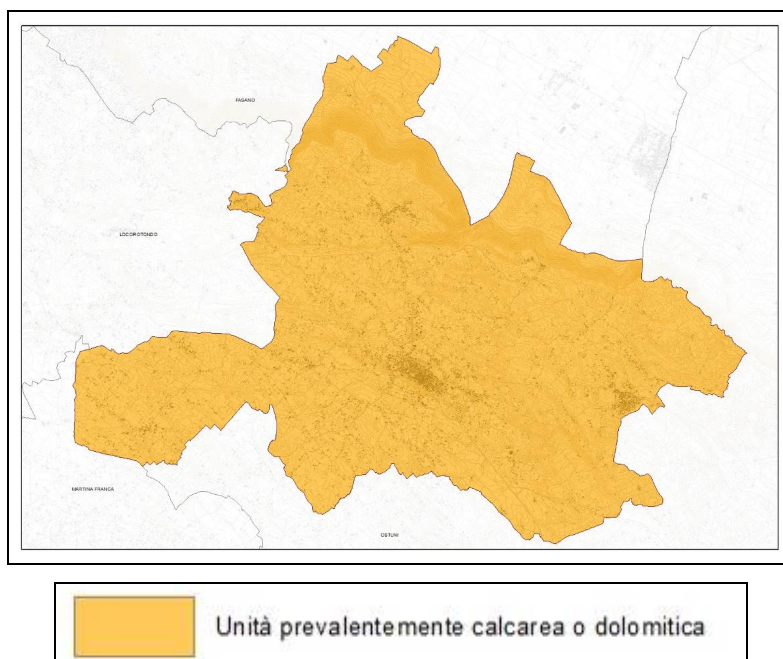 FASANO
LOCOROTONDO
MARTINA FRANCA
OSTUNI
Unità prevalentemente calcarea o dolomitica